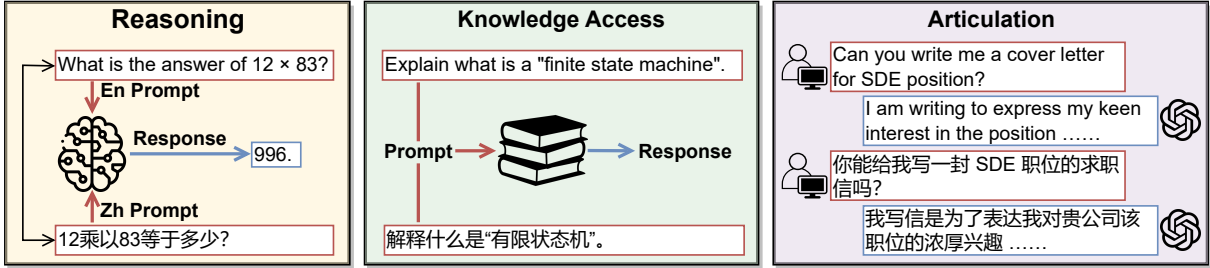 Reasoning
What is the answer of 12 × 83?
En Prompt
Response
996.
Zh Prompt
12乘以83等于多少?
Knowledge Access
Explain what is a "finite state machine".
Prompt
Response
解释什么是“有限状态机”。
Articulation
Can you write me a cover letter
for SDE position?
I am writing to express my keen
interest in the position ……
你能给我写一封 SDE 职位的求职
信吗?
我写信是为了表达我对贵公司该
职位的浓厚兴趣 ……